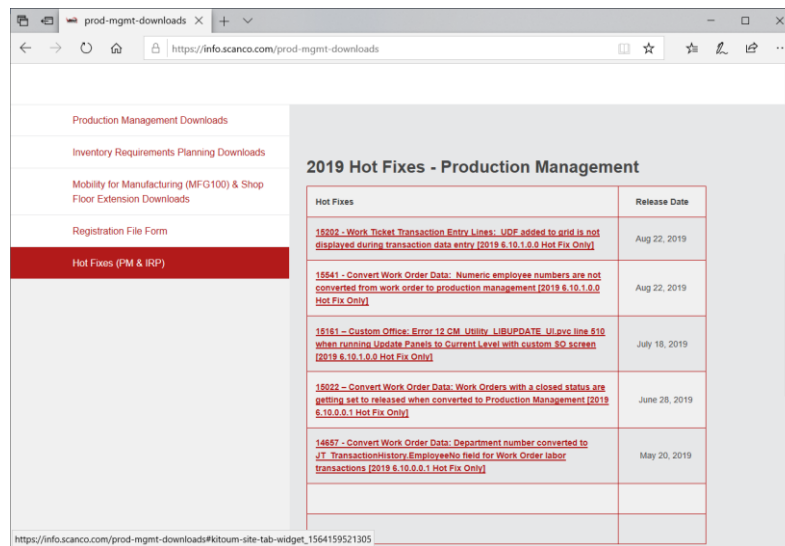 prod-mgmt-downloads
https://info.scanco.com/prod-mgmt-downloads
Production Management Downloads
Inventory Requirements Planning Downloads
Mobility for Manufacturing (MFG100) & Shop
Floor Extension Downloads
Registration File Form
Hot Fixes (PM & IRP)
2019 Hot Fixes - Production Management
Hot Fixes
Release Date
15202 - Work Ticket Transaction Entry Lines: UDF added to grid is not
displayed during transaction data entry [2019 6.10.1.0.0 Hot Fix Only]
Aug 22, 2019
15541 - Convert Work Order Data: Numeric employee numbers are not
converted from work order to production management [2019 6.10.1.0.0
Hot Fix Only]
Aug 22, 2019
15161 – Custom Office: Error 12 CM_Utility_LIBUPDATE_UI.pvc line 510
when running Update Panels to Current Level with custom SO screen
[2019 6.10.1.0.0 Hot Fix Only]
July 18, 2019
15022 – Convert Work Order Data: Work Orders with a closed status are
getting set to released when converted to Production Management [2019
6.10.0.0.1 Hot Fix Only]
June 28, 2019
14657 - Convert Work Order Data: Department number converted to
JT_TransactionHistory.EmployeeNo field for Work Order labor
transactions [2019 6.10.0.0.1 Hot Fix Only]
May 20, 2019
https://info.scanco.com/prod-mgmt-downloads#kitoum-site-tab-widget_1564159521305